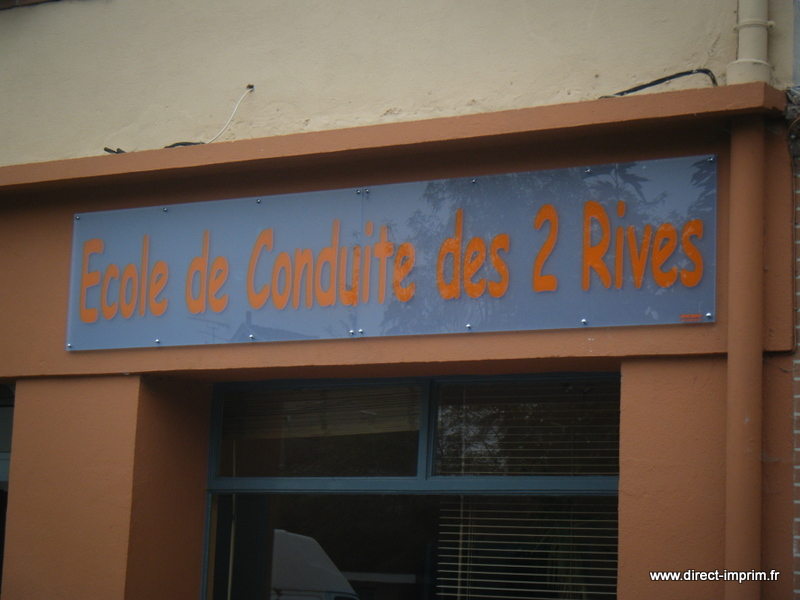 Ecole de Conduite des 2 Rives
www.direct-imprim.fr